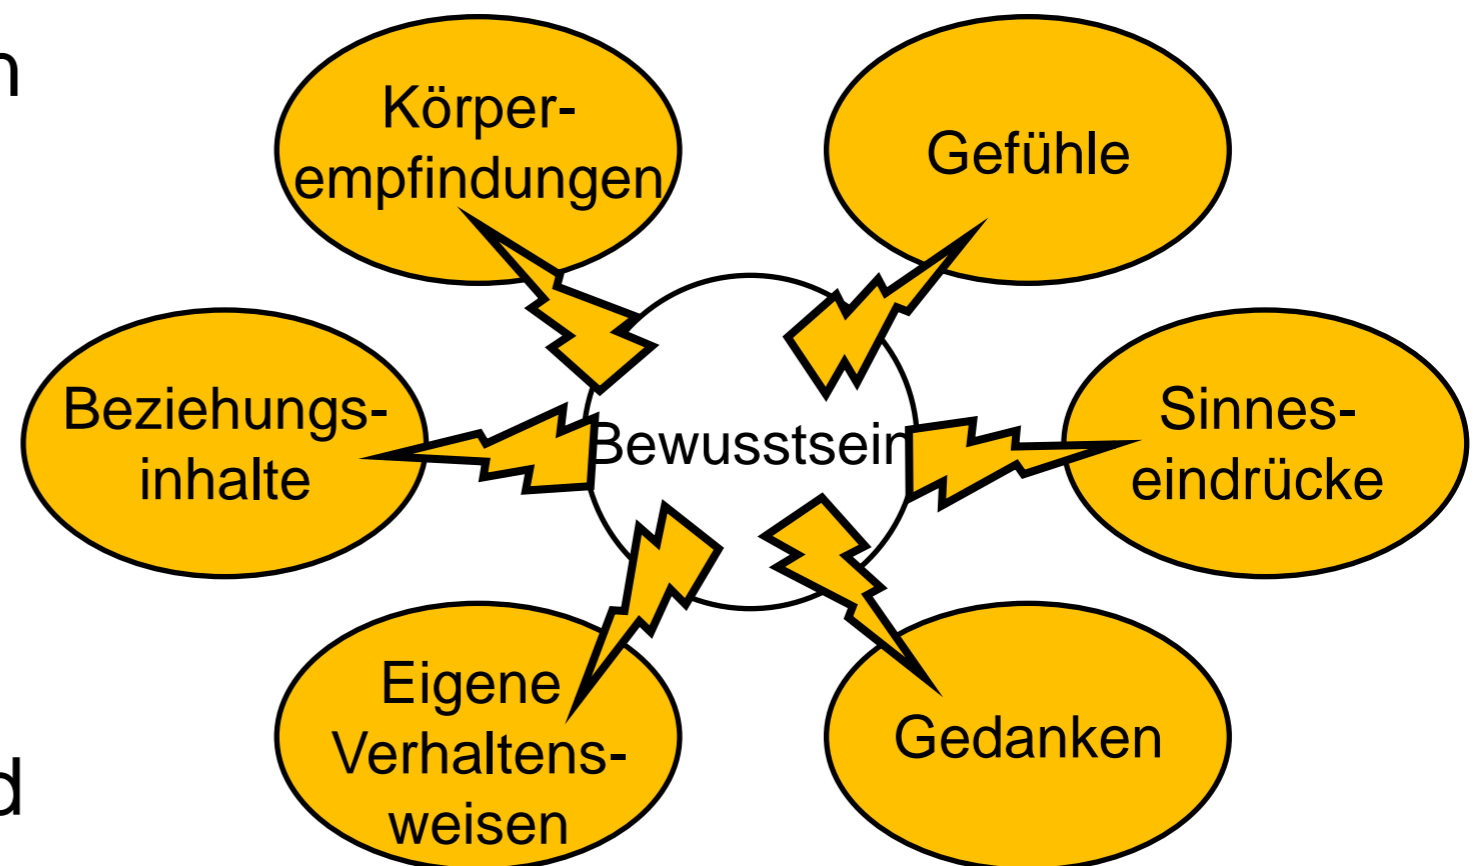 n
Körper-
empfindungen
Gefühle
Beziehungs-
inhalte
Bewusstsein
Sinnes-
eindrücke
Eigene
Verhaltens-
weisen
Gedanken
d